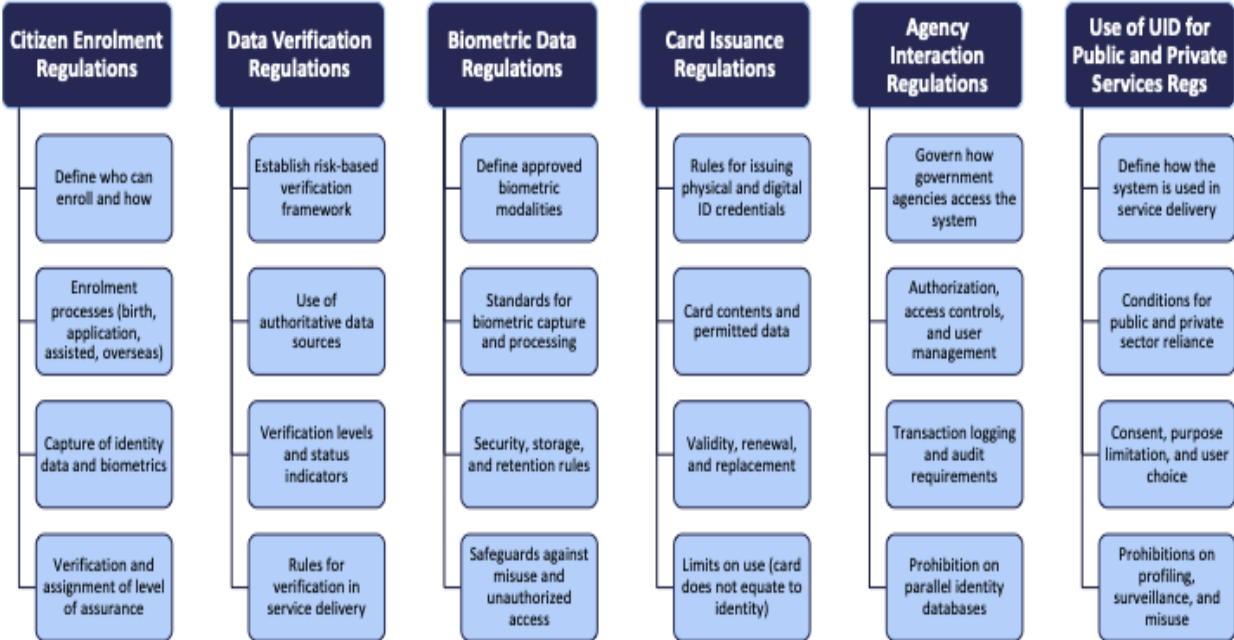 Citizen Enrolment
Regulations
Define who can
enroll and how
Enrolment
processes (birth,
application,
assisted, overseas)
Capture of identity
data and biometrics
Verification and
assignment of level
of assurance
Data Verification
Regulations
Establish risk-based
verification
framework
Use of
authoritative data
sources
Verification levels
and status
indicators
Rules for
verification in
service delivery
Biometric Data
Regulations
Define approved
biometric
modalities
Standards for
biometric capture
and processing
Security, storage,
and retention rules
Safeguards against
misuse and
unauthorized
access
Card Issuance
Regulations
Rules for issuing
physical and digital
ID credentials
Card contents and
permitted data
Validity, renewal,
and replacement
Limits on use (card
does not equate to
identity)
Agency
Interaction
Regulations
Govern how
government
agencies access the
system
Authorization,
access controls,
and user
management
Transaction logging
and audit
requirements
Prohibition on
parallel identity
databases
Use of UID for
Public and Private
Services Regs
Define how the
system is used in
service delivery
Conditions for
public and private
sector reliance
Consent, purpose
limitation, and user
choice
Prohibitions on
profiling,
surveillance, and
misuse